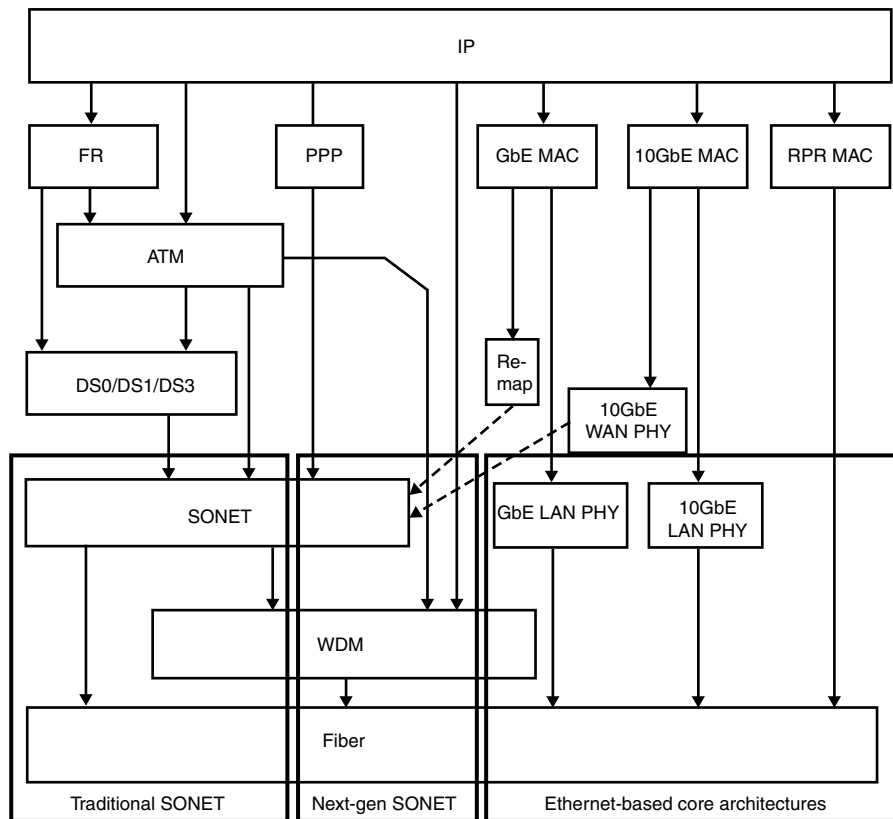 IP
FR
PPP
GbE MAC
10GbE MAC
RPR MAC
ATM
Re-
map
DS0/DS1/DS3
10GbE
WAN PHY
SONET
GbE LAN PHY
10GbE
LAN PHY
WDM
Fiber
Traditional SONET
Next-gen SONET
Ethernet-based core architectures